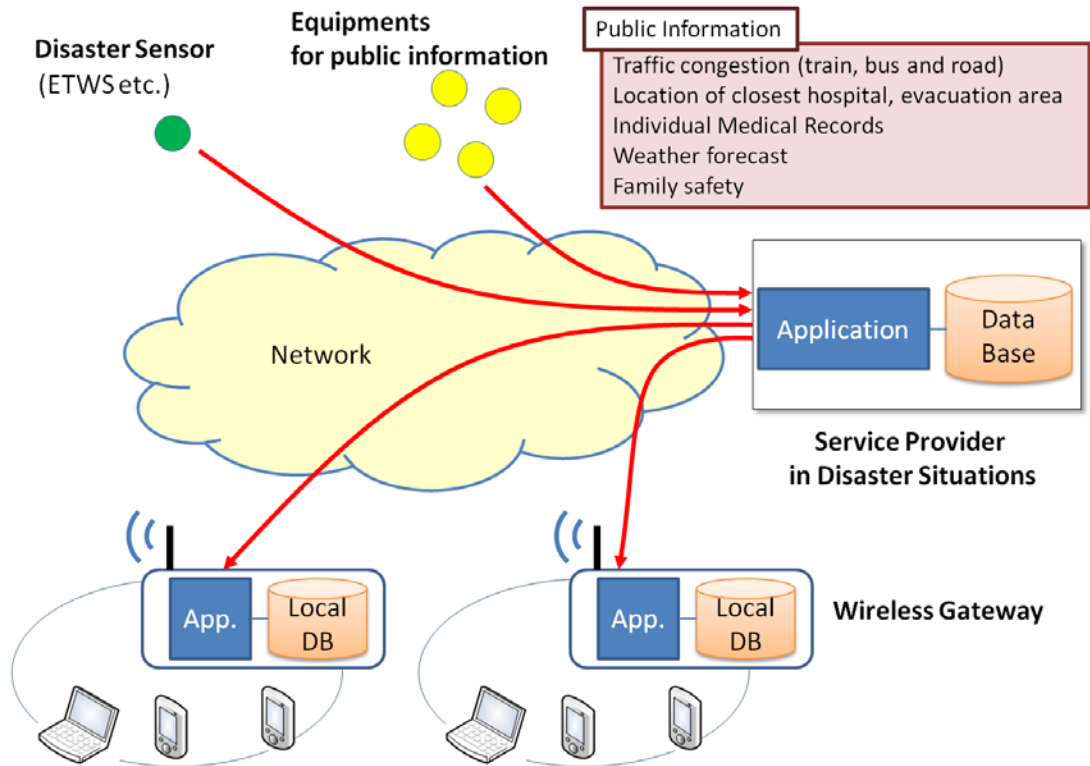 Disaster Sensor
(ETWS etc.)
Equipments
for public information
Public Information
Traffic congestion (train, bus and road)
Location of closest hospital, evacuation area
Individual Medical Records
Weather forecast
Family safety
Network
Application
Data
Base
Service Provider
in Disaster Situations
App.
Local
DB
App.
Local
DB
Wireless Gateway